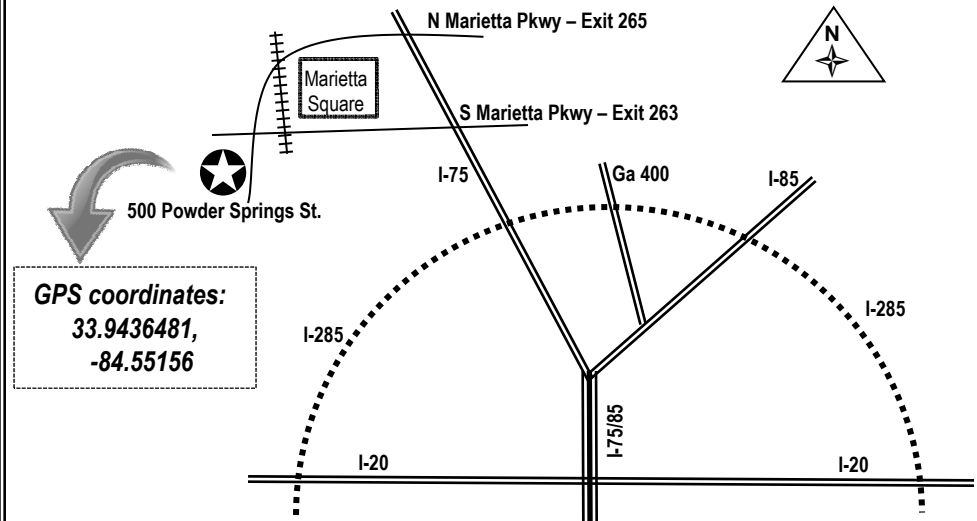 N Marietta Pkwy – Exit 265
N
Marietta
Square
S Marietta Pkwy – Exit 263
I-75
Ga 400
I-85
500 Powder Springs St.
GPS coordinates:
33.9436481,
-84.55156
I-285
I-285
I-75/85
I-20
I-20